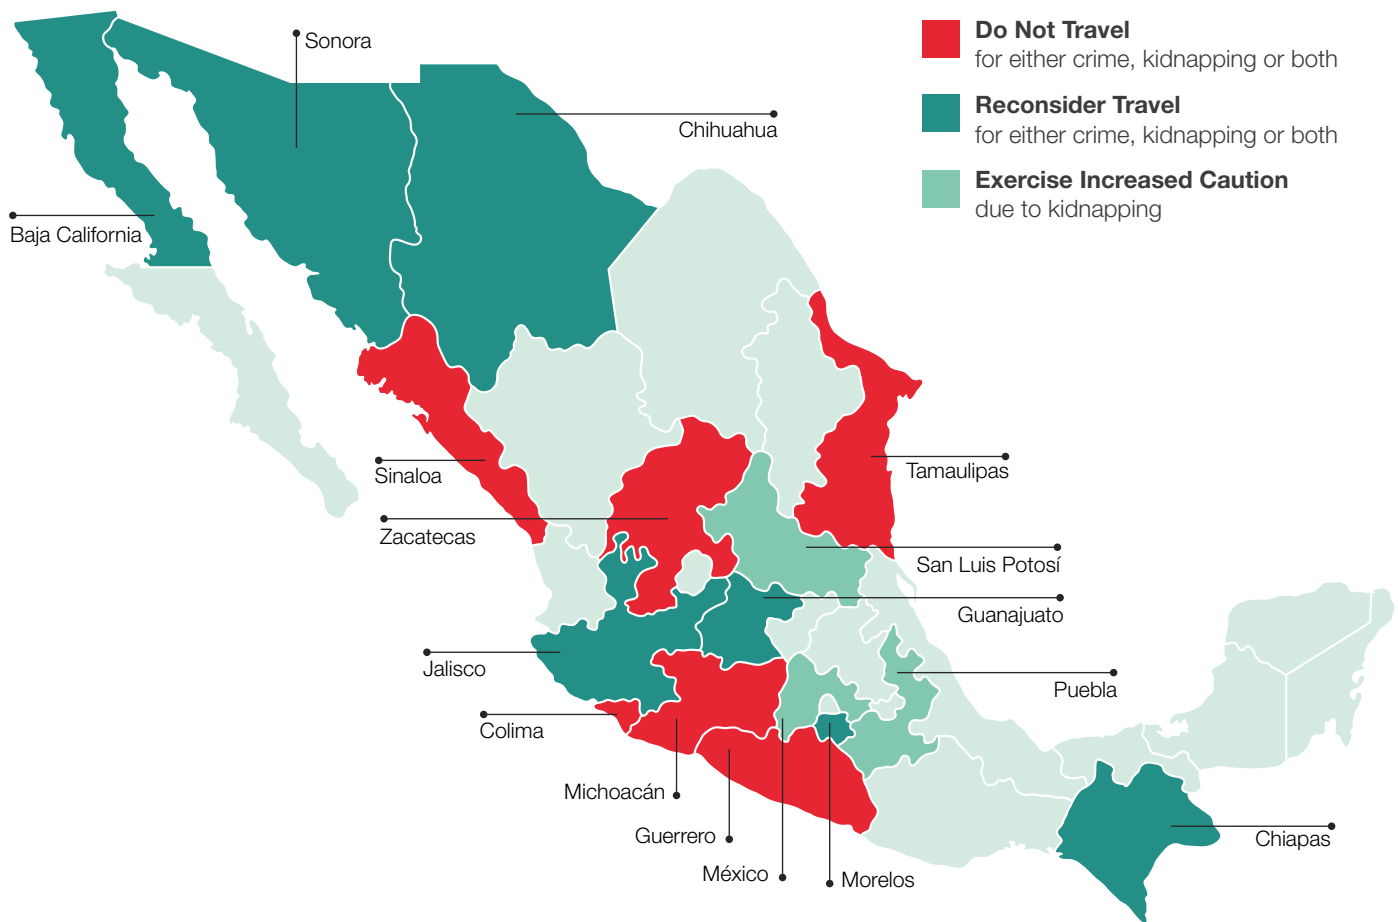 Do Not Travel
for either crime, kidnapping or both
Reconsider Travel
for either crime, kidnapping or both
Exercise Increased Caution
due to kidnapping
Sonora
Chihuahua
Baja California
Sinaloa
Tamaulipas
Zacatecas
San Luis Potosí
Guanajuato
Jalisco
Puebla
Colima
Michoacán
Guerrero
Chiapas
México
Morelos